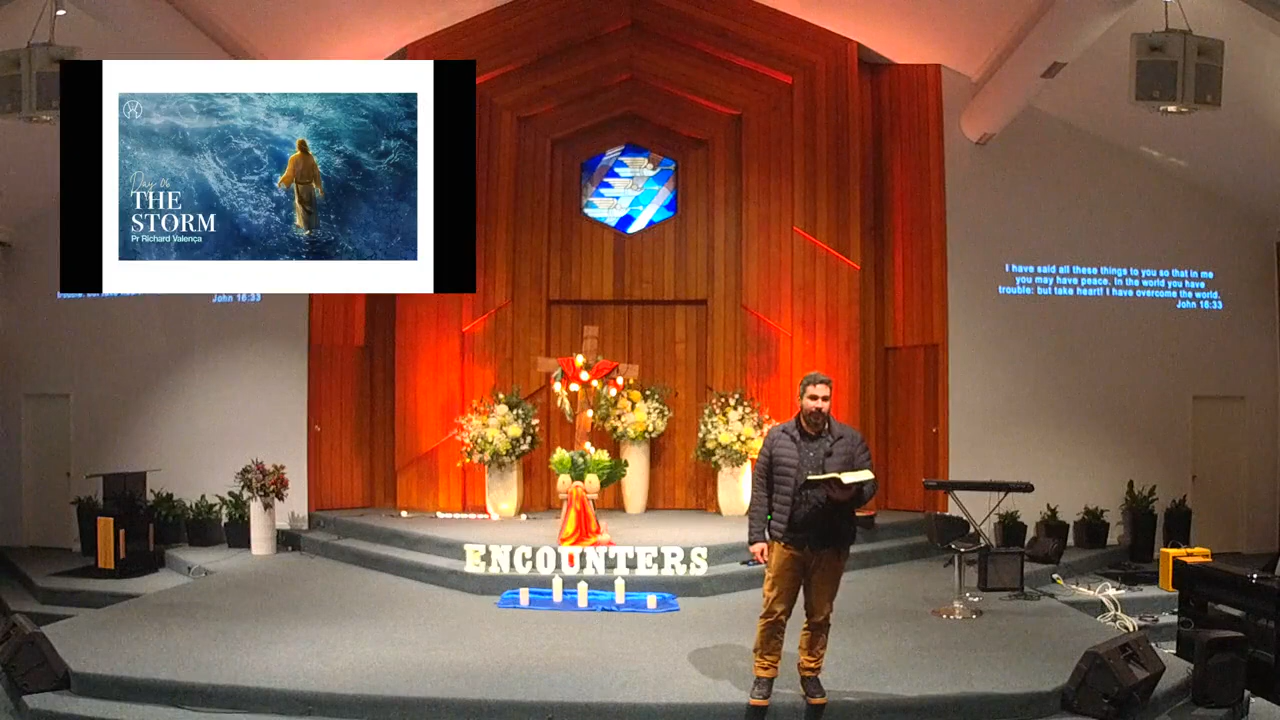 Day 06
THE
STORM
Pr Richard Valença
I have said all these things to you so that in me
you may have peace. In the world you have
trouble: but take heart! I have overcome the world.
John 16:33
John 16:33
ENCOUNTERS